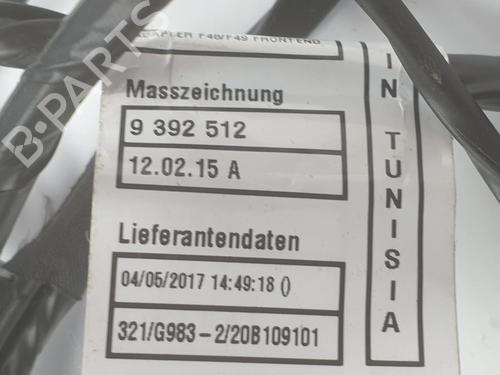 ADAPTER F48/F49 FRONTEND
Masszeichnung
9 392 512
12.02.15 A
Lieferantendaten
04/05/2017 14:49:18 ()
321/G983-2/20B109101
IN TUNISIA
B-PARTS